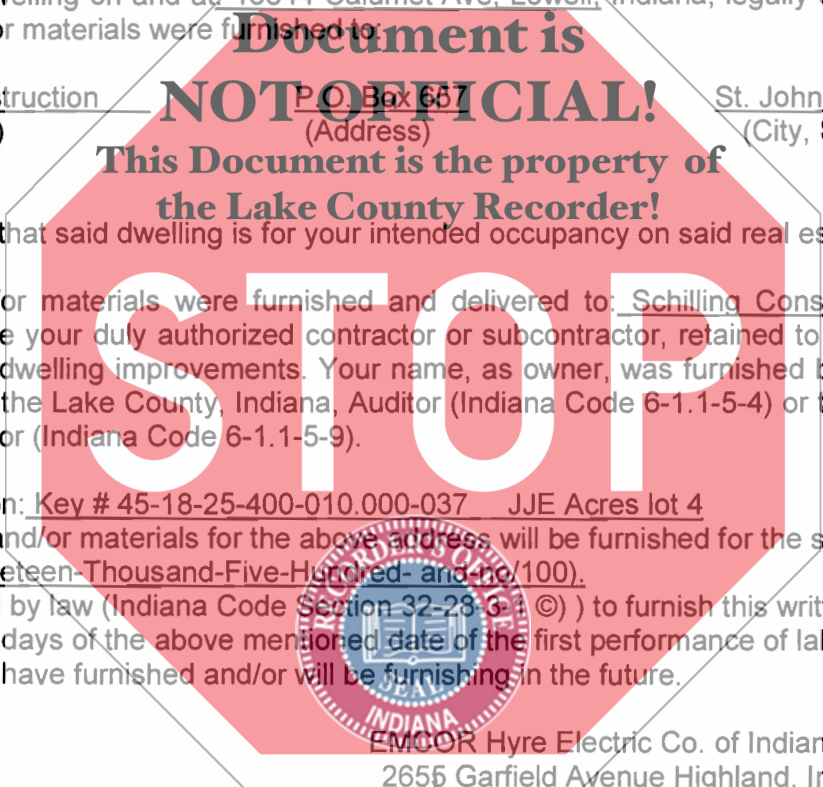 elling on and at: Calumet Ave, Lowell, Indiana, legally
r materials were furnished to:
Document is
NOT OFFICIAL!
This Document is the property of
the Lake County Recorder!
truction P.O. Box 657 St. John
) (Address) (City,
that said dwelling is for your intended occupancy on said real es
STOP
or materials were furnished and delivered to: Schilling Cons
e your duly authorized contractor or subcontractor, retained to
dwelling improvements. Your name, as owner, was furnished b
the Lake County, Indiana, Auditor (Indiana Code 6-1.1-5-4) or t
or (Indiana Code 6-1.1-5-9).
n: Key # 45-18-25-400-010.000-037 JJE Acres lot 4
nd/or materials for the above address will be furnished for the s
eteen-Thousand-Five-Hundred- and-no/100).
by law (Indiana Code Section 32-28-3-1 ©) ) to furnish this writ
days of the above mentioned date of the first performance of lab
have furnished and/or will be furnishing in the future.
RECORDER'S OFFICE
SEAL
INDIANA
EMCOR Hyre Electric Co. of Indian
2655 Garfield Avenue Highland, In